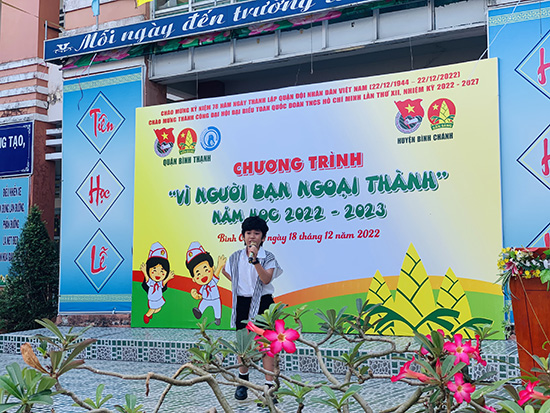 Mỗi ngày đến trường
CHÀO MỪNG KỶ NIỆM 78 NĂM NGÀY THÀNH LẬP QUÂN ĐỘI NHÂN DÂN VIỆT NAM (22/12/1944 - 22/12/2022)
CHÀO MỪNG THÀNH CÔNG ĐẠI HỘI ĐẠI BIỂU TOÀN QUỐC ĐOÀN TNCS HỒ CHÍ MINH LẦN THỨ XII, NHIỆM KỲ 2022 - 2027
QUẬN BÌNH THẠNH
HUYỆN BÌNH CHÁNH
CHƯƠNG TRÌNH
"VÌ NGƯỜI BẠN NGOẠI THÀNH"
NĂM HỌC 2022 - 2023
Bình
ngày 18 tháng 12 năm 2022
Tiên
Học
Lễ
NG TẠO,